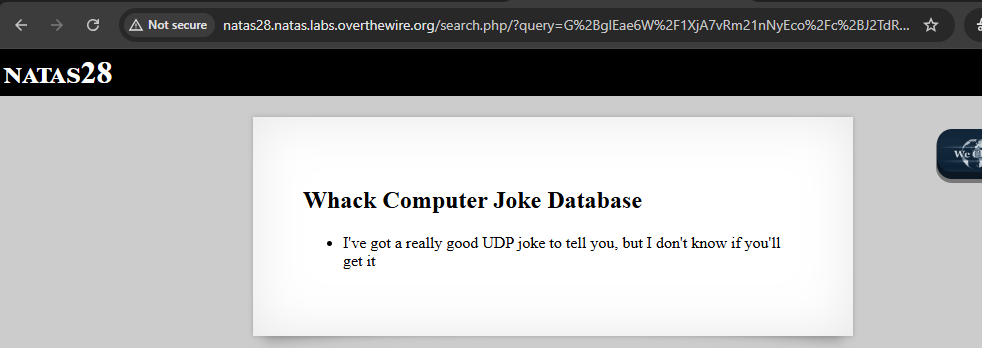 Not secure
natas28.natas.labs.overthewire.org/search.php/?query=G%2BglEae6W%2F1XjA7vRm21nNyEco%2Fc%2BJ2TdR...
NATAS28
We
Whack Computer Joke Database
I've got a really good UDP joke to tell you, but I don't know if you'll
get it